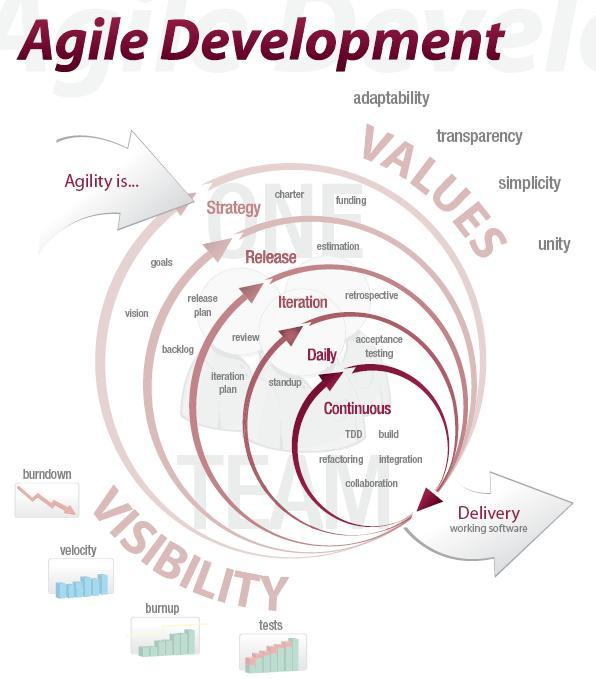 Agile Development
adaptability
transparency
simplicity
unity
VALUES
Agility is...
ONE
TEAM
Strategy
charter
funding
goals
vision
Release
estimation
release
plan
backlog
Iteration
retrospective
review
iteration
plan
Daily
acceptance
testing
standup
Continuous
TDD
build
refactoring
integration
collaboration
Delivery
working software
VISIBILITY
burndown
velocity
burnup
tests